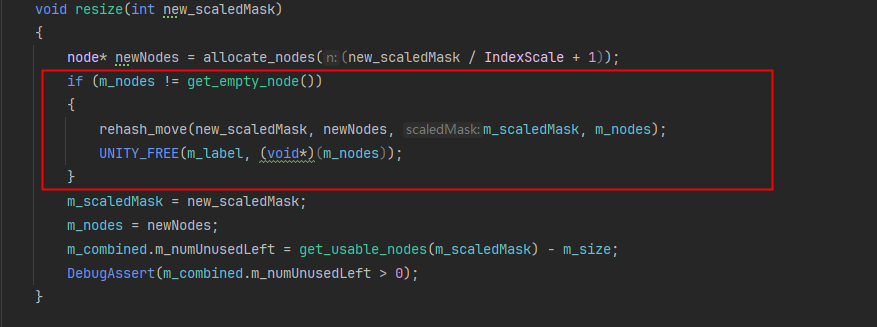 void resize(int new_scaledMask)
{
node* newNodes = allocate_nodes( n: (new_scaledMask / IndexScale + 1));
if (m_nodes != get_empty_node())
{
rehash_move(new_scaledMask, newNodes, scaledMask: m_scaledMask, m_nodes);
UNITY_FREE(m_label, (void*)(m_nodes));
}
m_scaledMask = new_scaledMask;
m_nodes = newNodes;
m_combined.m_numUnusedLeft = get_usable_nodes(m_scaledMask) - m_size;
DebugAssert(m_combined.m_numUnusedLeft > 0);
}